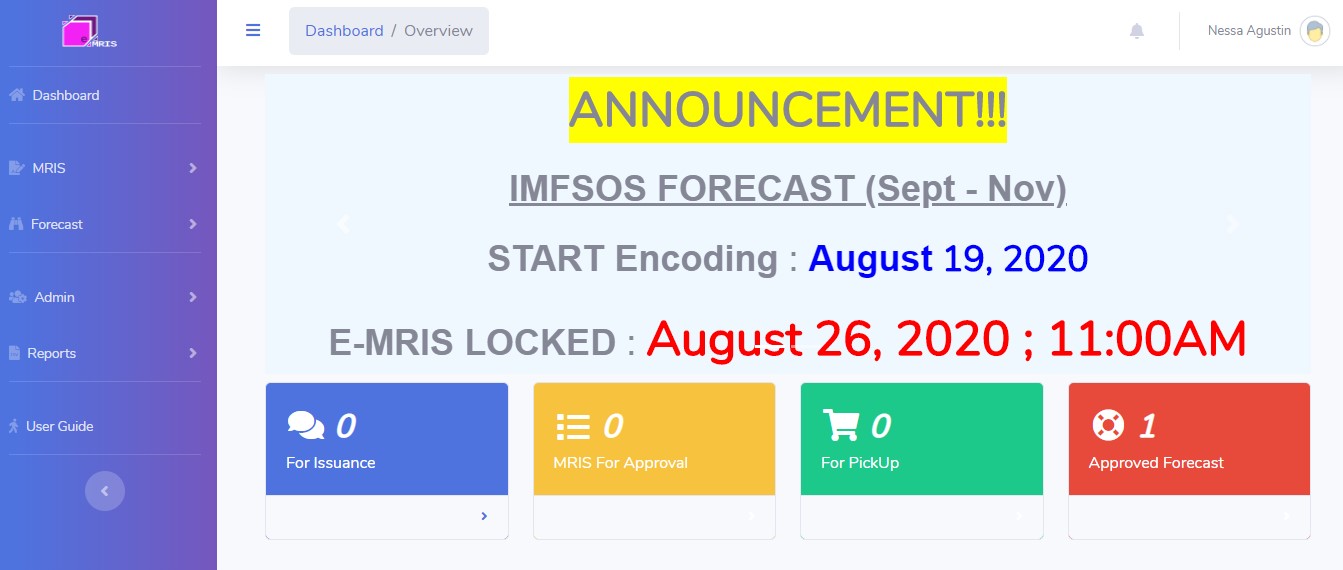 e-MRIS
Dashboard / Overview
Nessa Agustin
Dashboard
MRIS
Forecast
Admin
Reports
User Guide
ANNOUNCEMENT!!!
IMFSOS FORECAST (Sept - Nov)
START Encoding : August 19, 2020
E-MRIS LOCKED : August 26, 2020 ; 11:00AM
0
For Issuance
0
MRIS For Approval
0
For PickUp
1
Approved Forecast